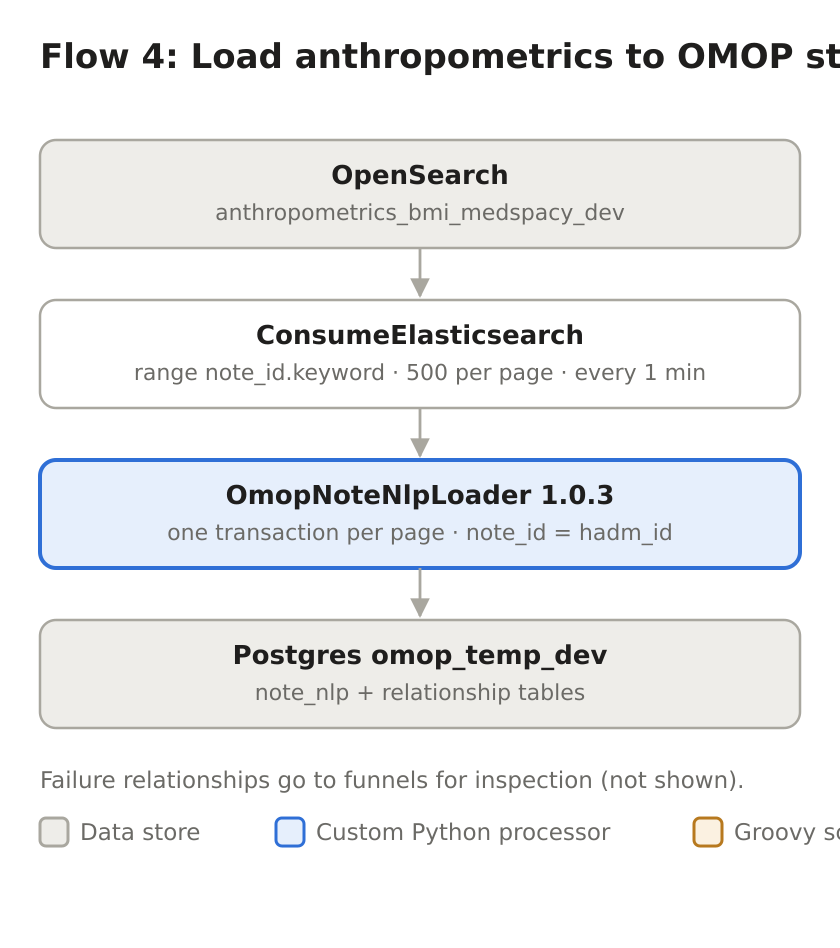 Flow 4: Load anthropometrics to OMOP st
OpenSearch
anthropometrics_bmi_medspacy_dev
ConsumeElasticsearch
range note_id.keyword · 500 per page · every 1 min
OmopNoteNlpLoader 1.0.3
one transaction per page · note_id = hadm_id
Postgres omop_temp_dev
note_nlp + relationship tables
Failure relationships go to funnels for inspection (not shown).
Data store Custom Python processor Groovy